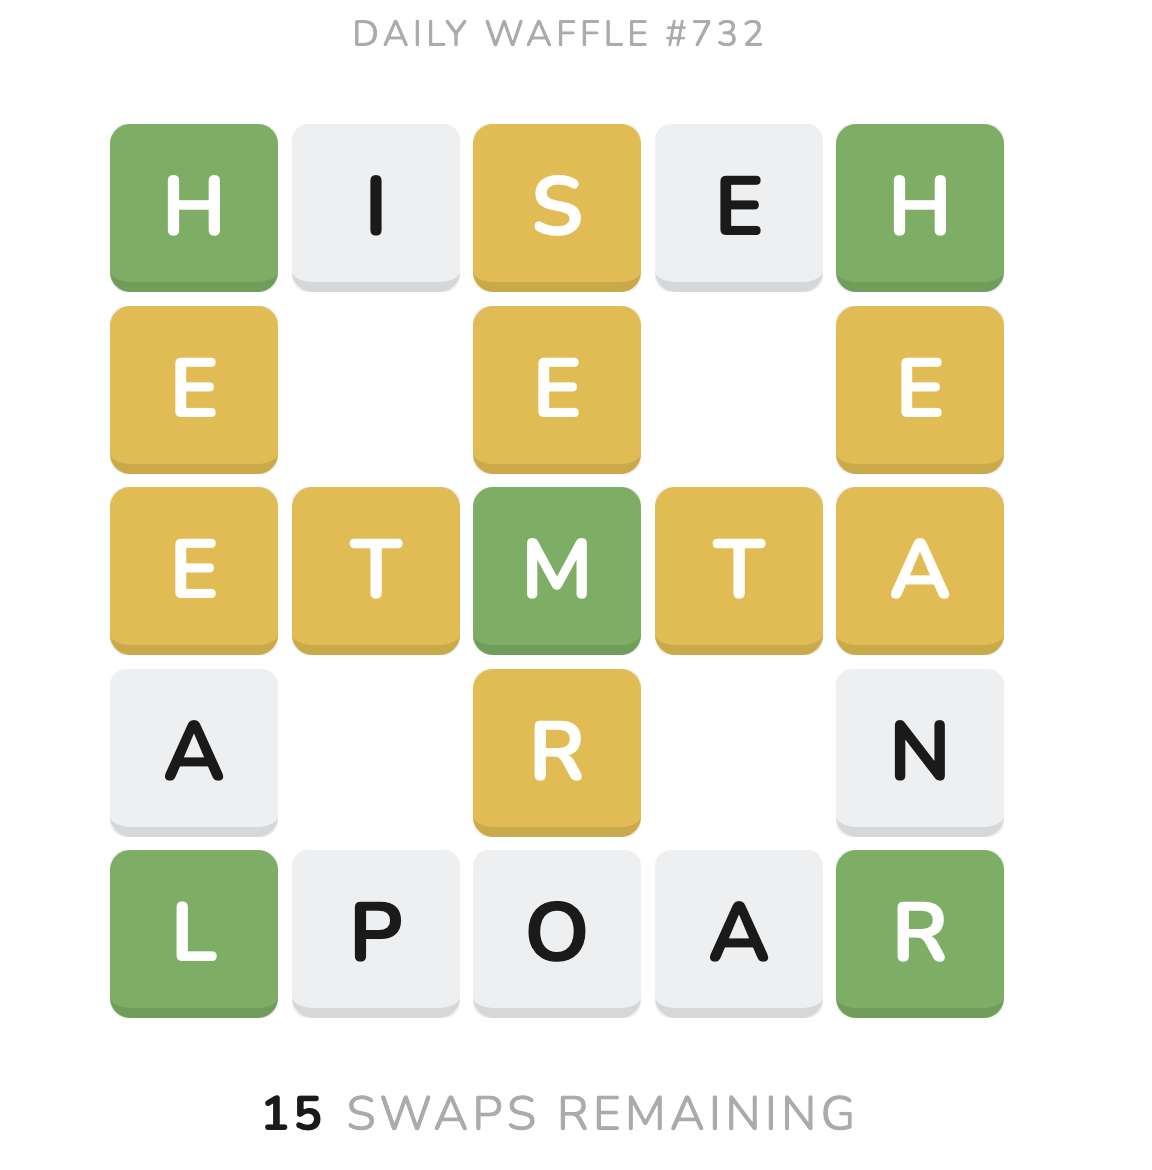 DAILY WAFFLE #732
H I S E H
E E E
E T M T A
A R N
L P O A R
15 SWAPS REMAINING